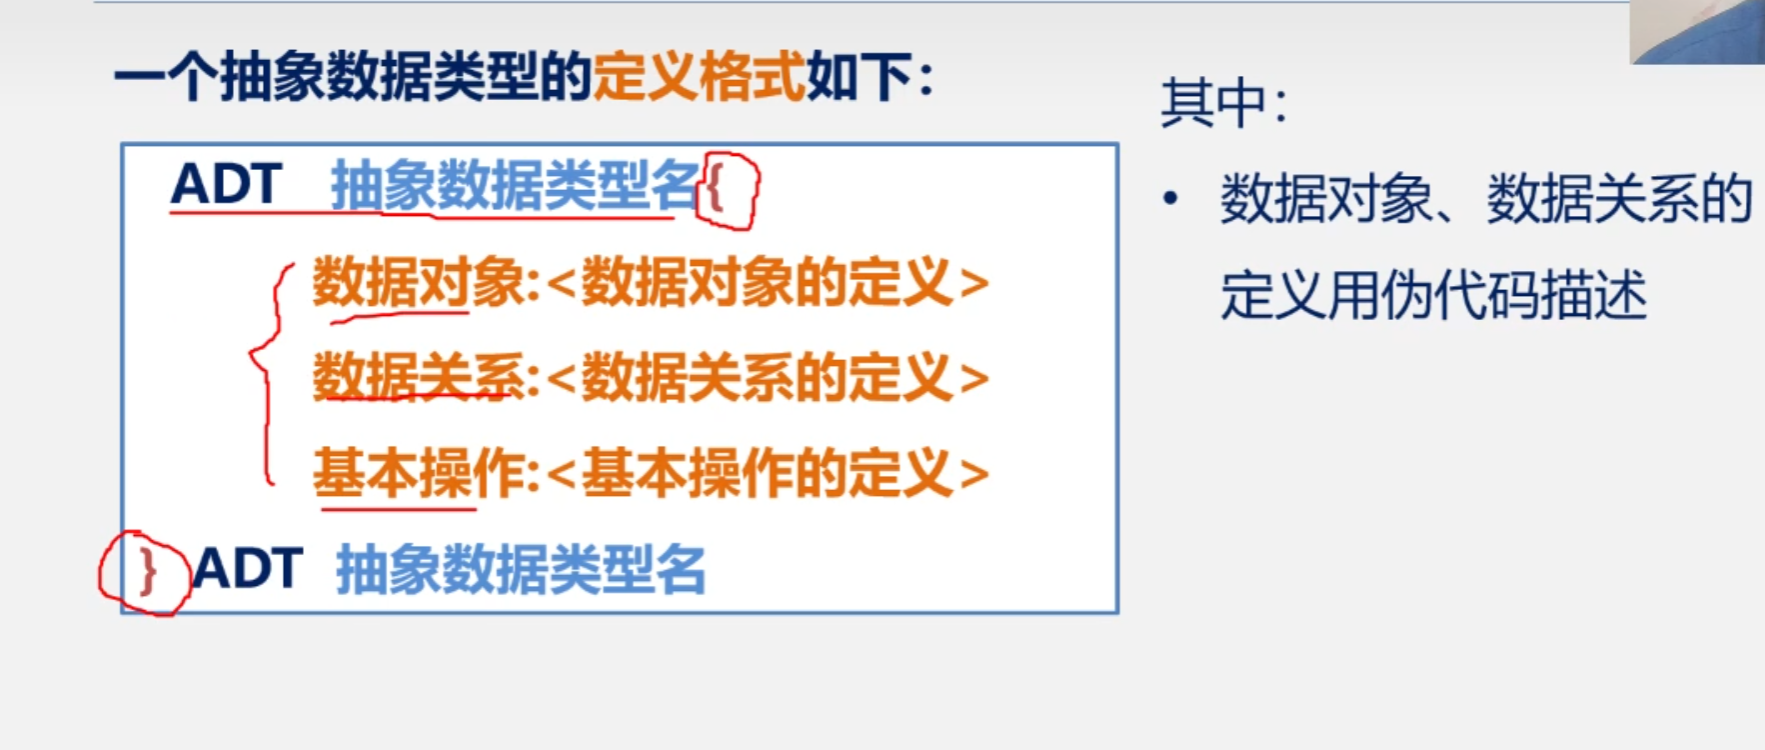 一个抽象数据类型的定义格式如下：
ADT 抽象数据类型名{
数据对象:<数据对象的定义>
数据关系:<数据关系的定义>
基本操作:<基本操作的定义>
} ADT 抽象数据类型名
其中：
• 数据对象、数据关系的
定义用伪代码描述